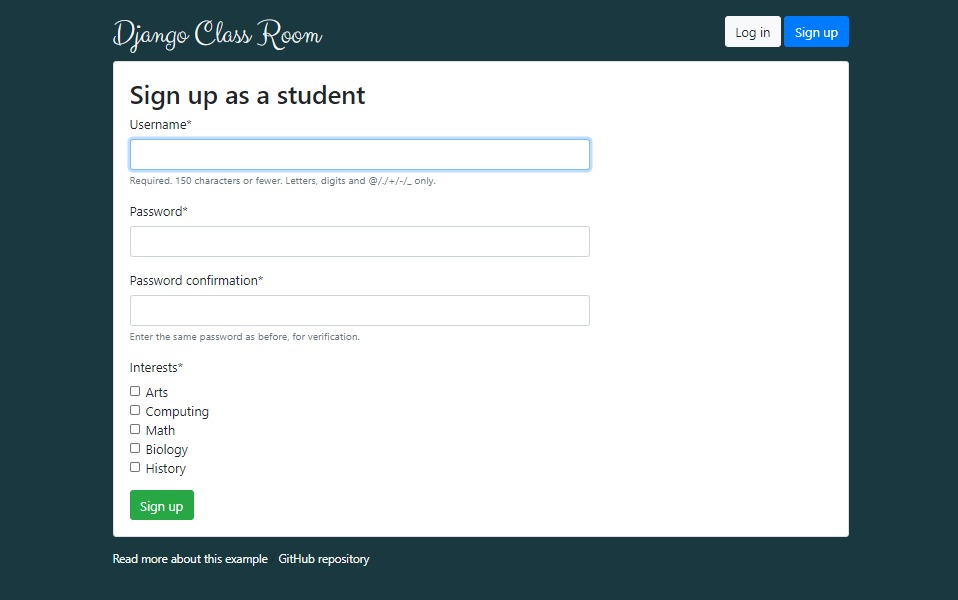 Django Class Room
Log in
Sign up
Sign up as a student
Username*
Required. 150 characters or fewer. Letters, digits and @/./+/-/_ only.
Password*
Password confirmation*
Enter the same password as before, for verification.
Interests*
Arts
Computing
Math
Biology
History
Sign up
Read more about this example GitHub repository